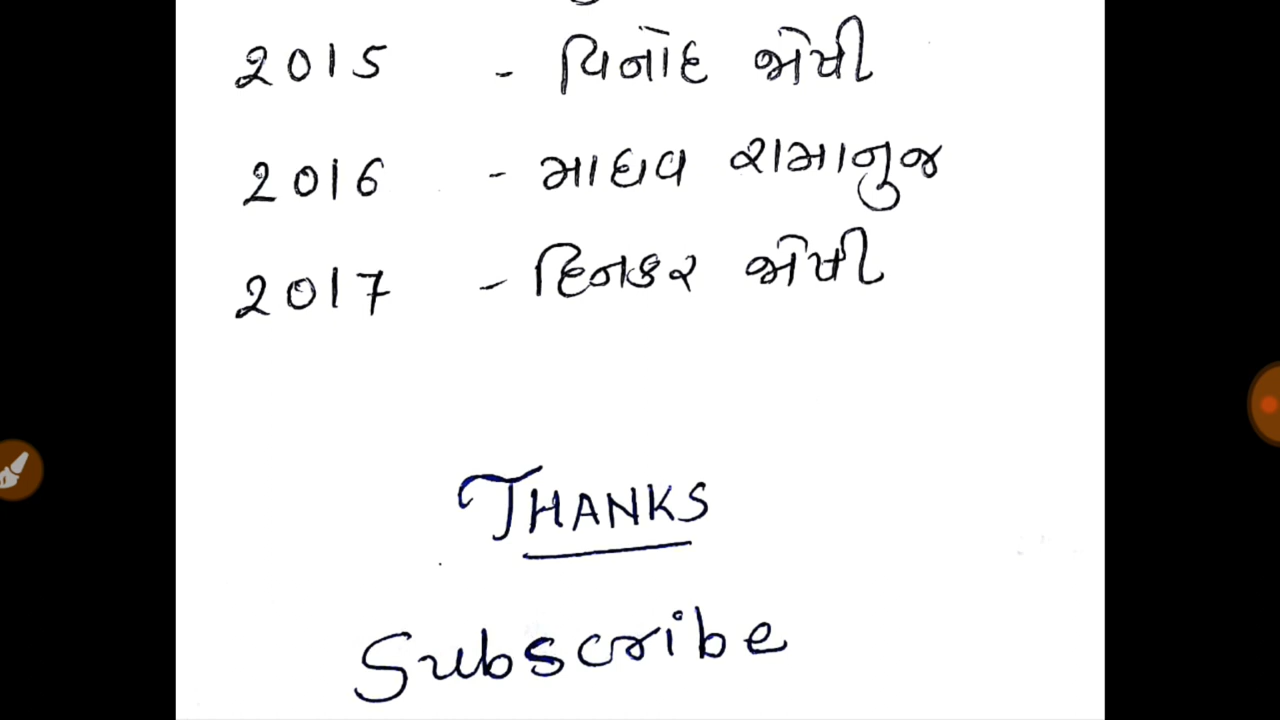 2015 - વિનોદ જોષી
2016 - માધવ રામાનુજ
2017 - દિનકર જોષી
THANKS
Subscribe